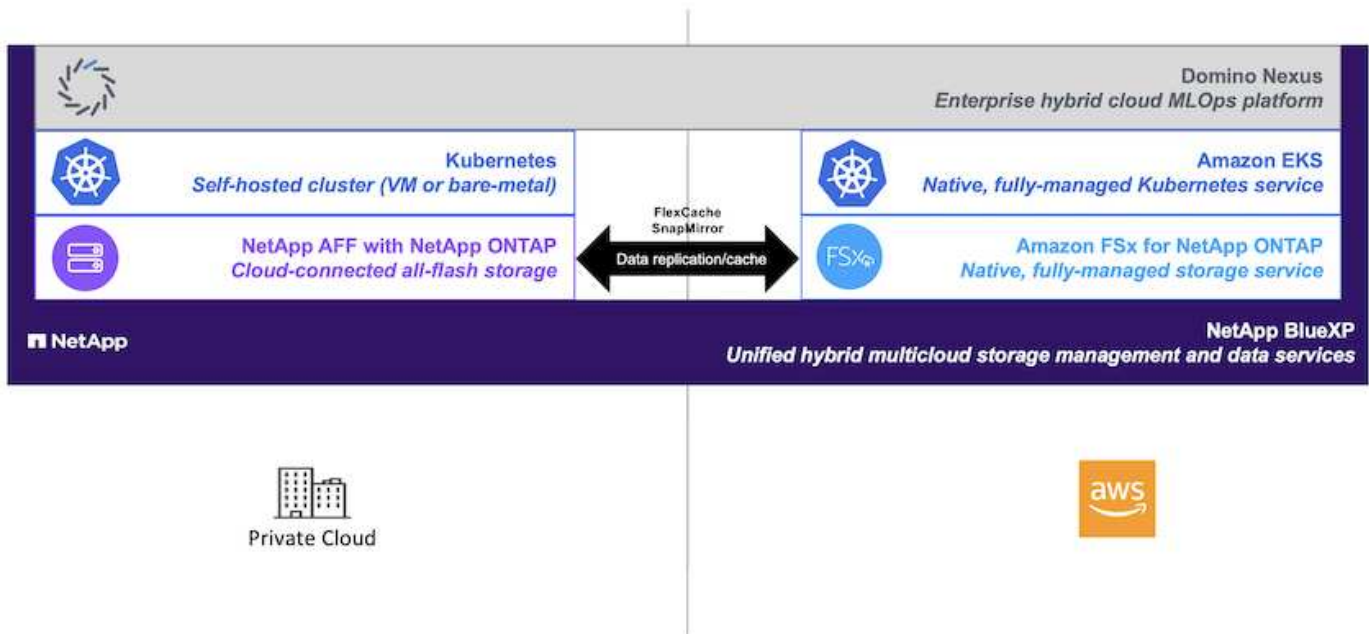 Domino Nexus
Enterprise hybrid cloud MLOps platform
Kubernetes
Self-hosted cluster (VM or bare-metal)
Amazon EKS
Native, fully-managed Kubernetes service
FlexCache
SnapMirror
Data replication/cache
NetApp AFF with NetApp ONTAP
Cloud-connected all-flash storage
FSx
Amazon FSx for NetApp ONTAP
Native, fully-managed storage service
NetApp
NetApp BlueXP
Unified hybrid multicloud storage management and data services
Private Cloud
aws